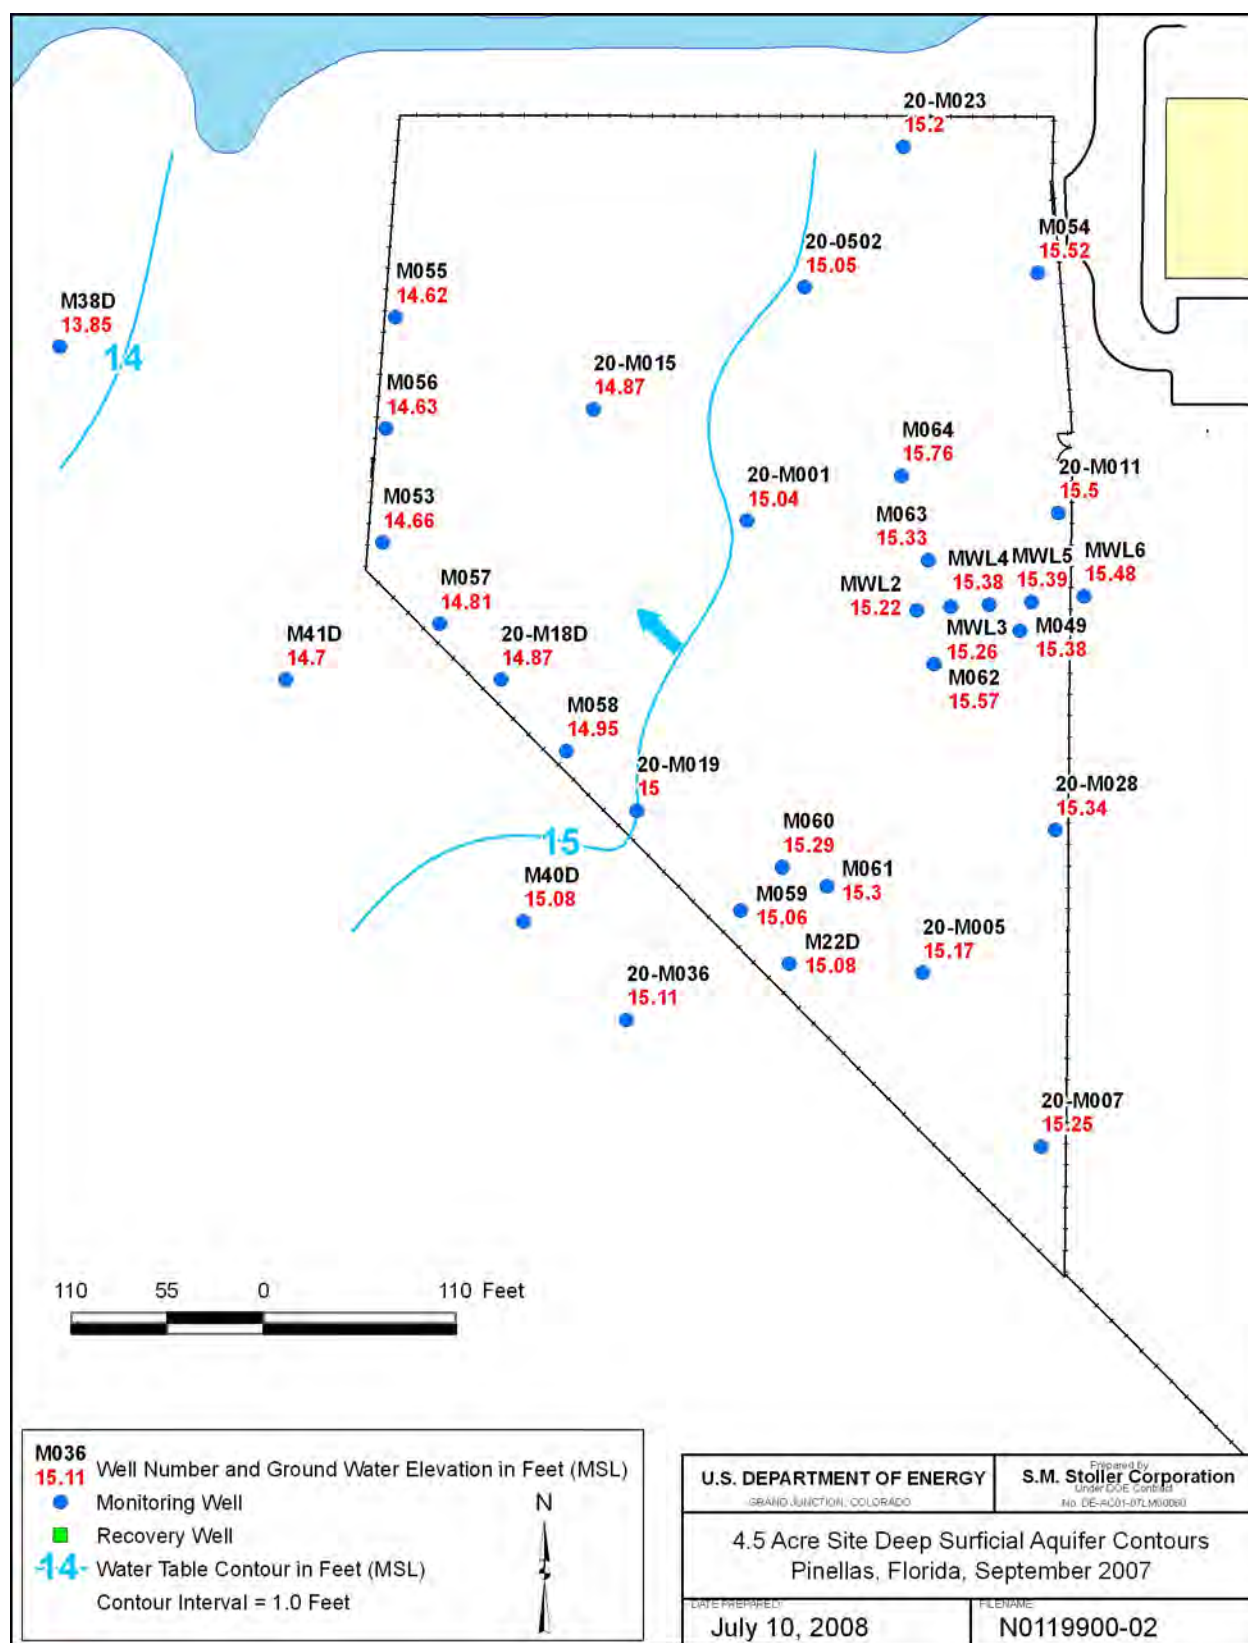 20-M023
15.2
M054
15.52
20-0502
15.05
M055
14.62
M38D
13.85
14
20-M015
14.87
M056
14.63
M064
15.76
20-M011
15.5
20-M001
15.04
M053
14.66
M063
15.33
MWL4
15.38
MWL5
15.39
MWL6
15.48
MWL2
15.22
M057
14.81
M41D
14.7
20-M18D
14.87
MWL3
15.26
M049
15.38
M062
15.57
M058
14.95
20-M019
15
20-M028
15.34
15
M060
15.29
M061
15.3
M40D
15.08
M059
15.06
20-M005
15.17
M22D
15.08
20-M036
15.11
20-M007
15.25
110 55 0 110 Feet
M036
15.11
Well Number and Ground Water Elevation in Feet (MSL)
Monitoring Well
Recovery Well
14 Water Table Contour in Feet (MSL)
Contour Interval = 1.0 Feet
N
U.S. DEPARTMENT OF ENERGY
GRAND JUNCTION, COLORADO
Prepared by
S.M. Stoller Corporation
Under DOE Contract
No. DE-AC01-07LM00060
4.5 Acre Site Deep Surficial Aquifer Contours
Pinellas, Florida, September 2007
DATE PREPARED:
July 10, 2008
FILENAME:
N0119900-02